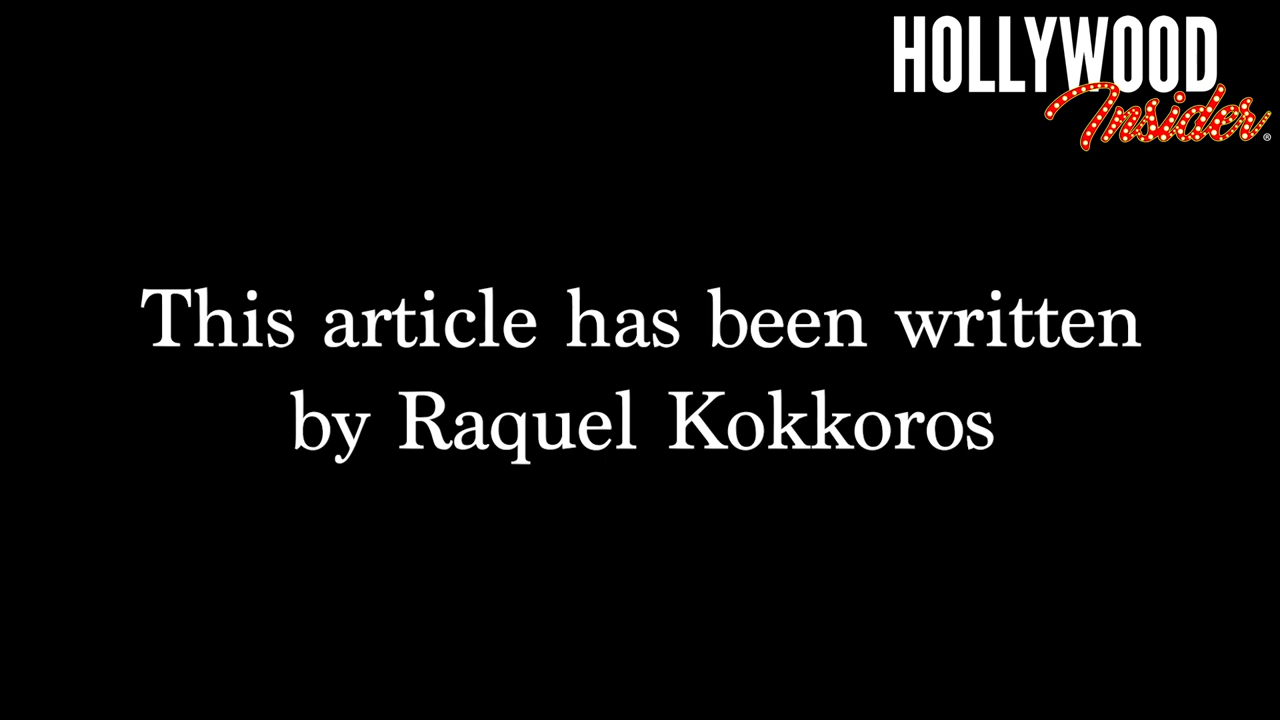 HOLLYWOOD
Insider®
This article has been written
by Raquel Kokkoros